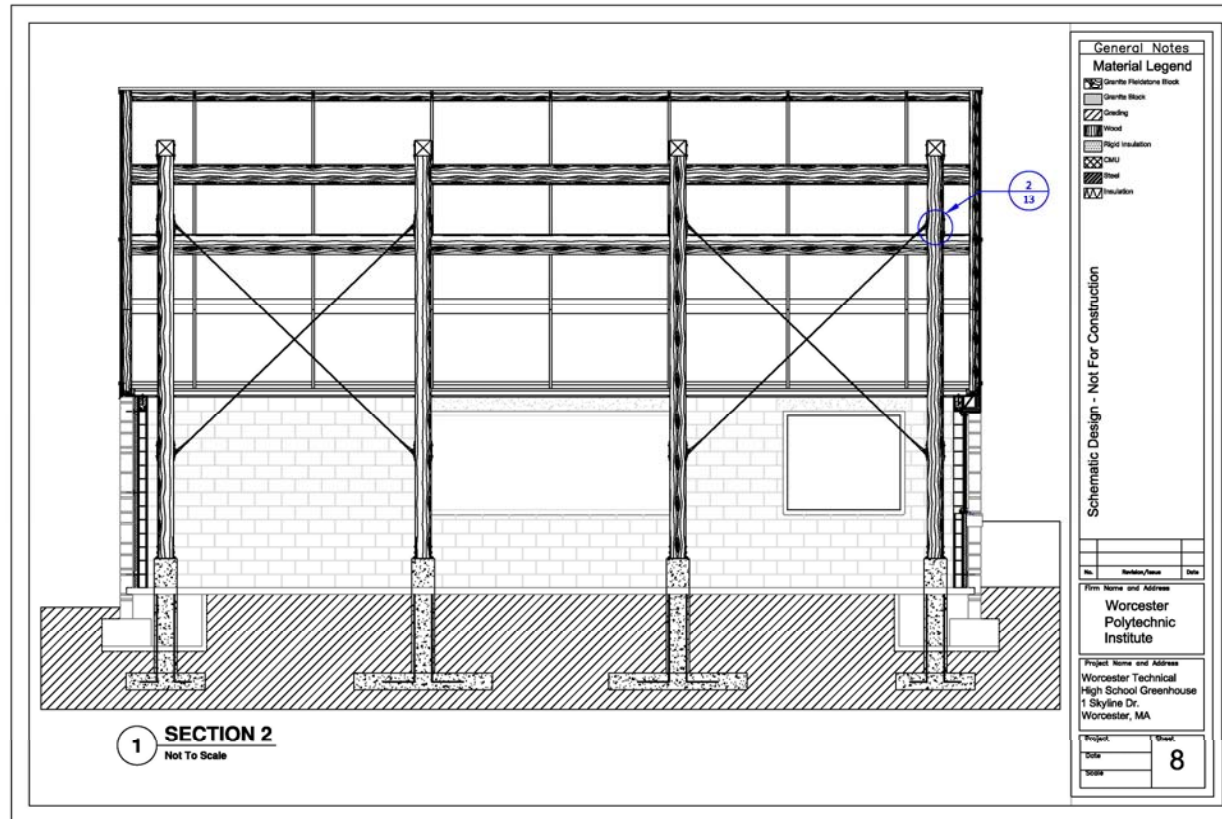 General Notes
Material Legend
Granite Fieldstone Block
Granite Block
Grading
Wood
Rigid Insulation
CMU
Steel
Insulation
2
13
Schematic Design - Not For Construction
No. Revision/Issue Date
Firm Name and Address
Worcester
Polytechnic
Institute
Project Name and Address
Worcester Technical
High School Greenhouse
1 Skyline Dr.
Worcester, MA
Project Sheet
Date
Scale
8
1 SECTION 2
Not To Scale